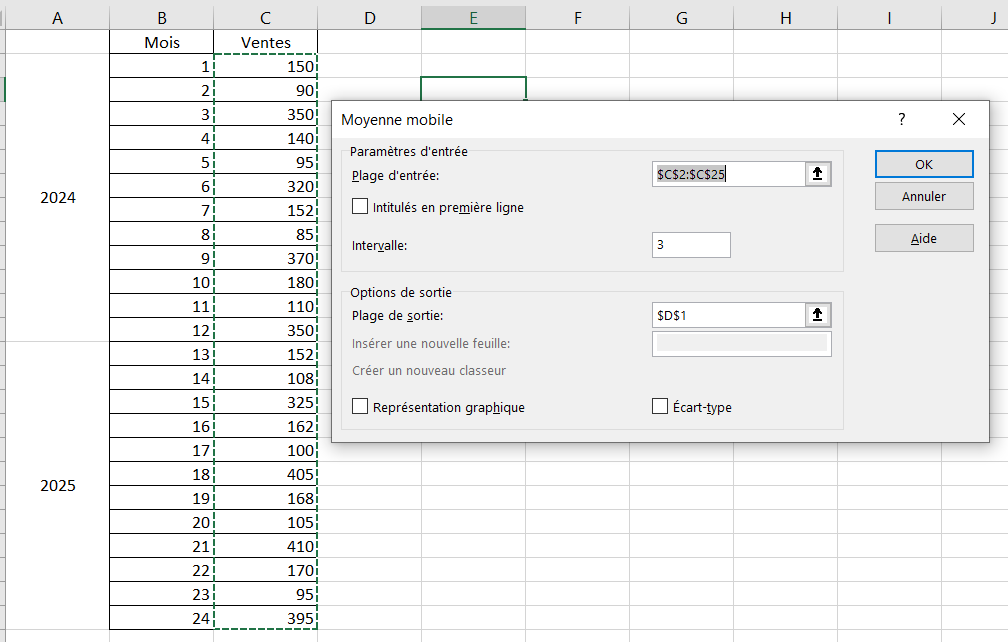 A B C D E F G H I J
Mois Ventes
1 150
2 90
3 350
4 140
5 95
6 320
2024
7 152
8 85
9 370
10 180
11 110
12 350
13 152
14 108
15 325
16 162
17 100
18 405
2025
19 168
20 105
21 410
22 170
23 95
24 395
Moyenne mobile ?
Paramètres d'entrée
Plage d'entrée: $C$2:$C$25
Intitulés en première ligne
Intervalle: 3
Options de sortie
Plage de sortie: $D$1
Insérer une nouvelle feuille:
Créer un nouveau classeur
Représentation graphique Écart-type
OK
Annuler
Aide